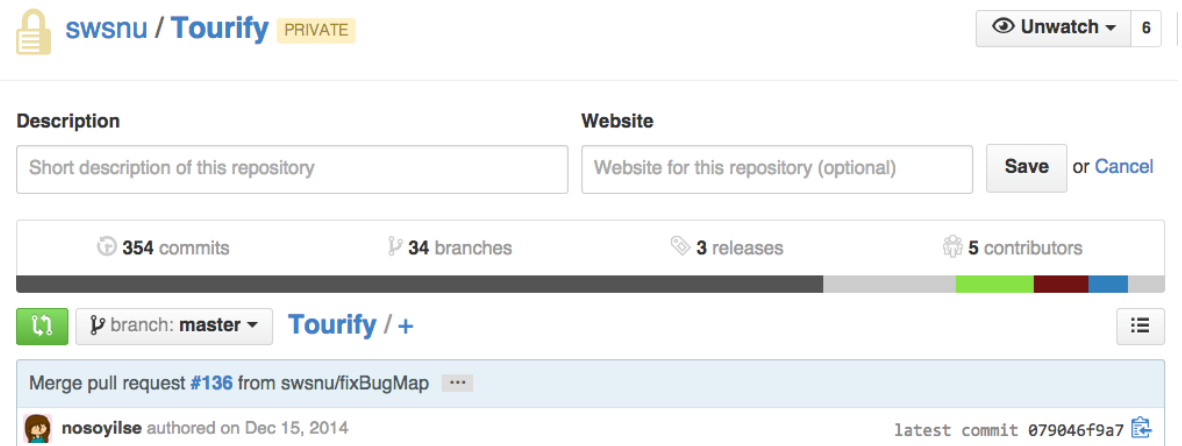 swsnu / Tourify PRIVATE
Unwatch 6
Description
Website
Short description of this repository
Website for this repository (optional)
Save or Cancel
354 commits
34 branches
3 releases
5 contributors
branch: master
Tourify / +
Merge pull request #136 from swsnu/fixBugMap ...
nosoyilse authored on Dec 15, 2014
latest commit 079046f9a7